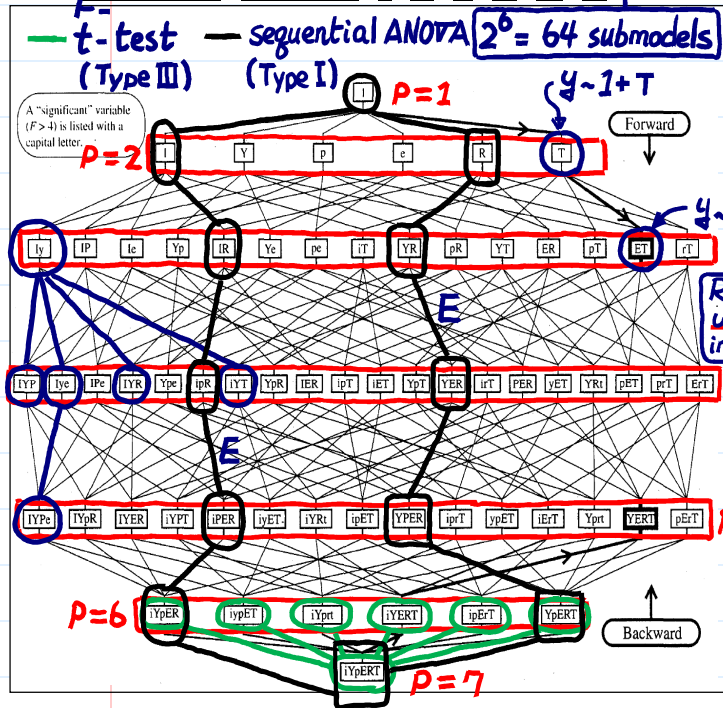 F-
— t-test — sequential ANOVA 2^6 = 64 submodels
(Type III) (Type I)
1 P=1 y~1+T
A "significant" variable
(F > 4) is listed with a
capital letter.
Forward
P=2 I Y p e R T
y~
Iy IP Ie Yp IR Ye pe iT YR pR YT ER pT ET rT
E
IYP Iye IPe IYR Ype ipR iYT YpR IER ipT iET YpT YER irT PER yET YRt pET prT ErT
E
IYPe IYpR IYER iYPT iPER iyET iYRt ipET YPER iprT YpET iErT Yprt YERT pErT
P=6 iYpER iypET iYprt iYERT ipErT YpERT
Backward
iYpERT P=7